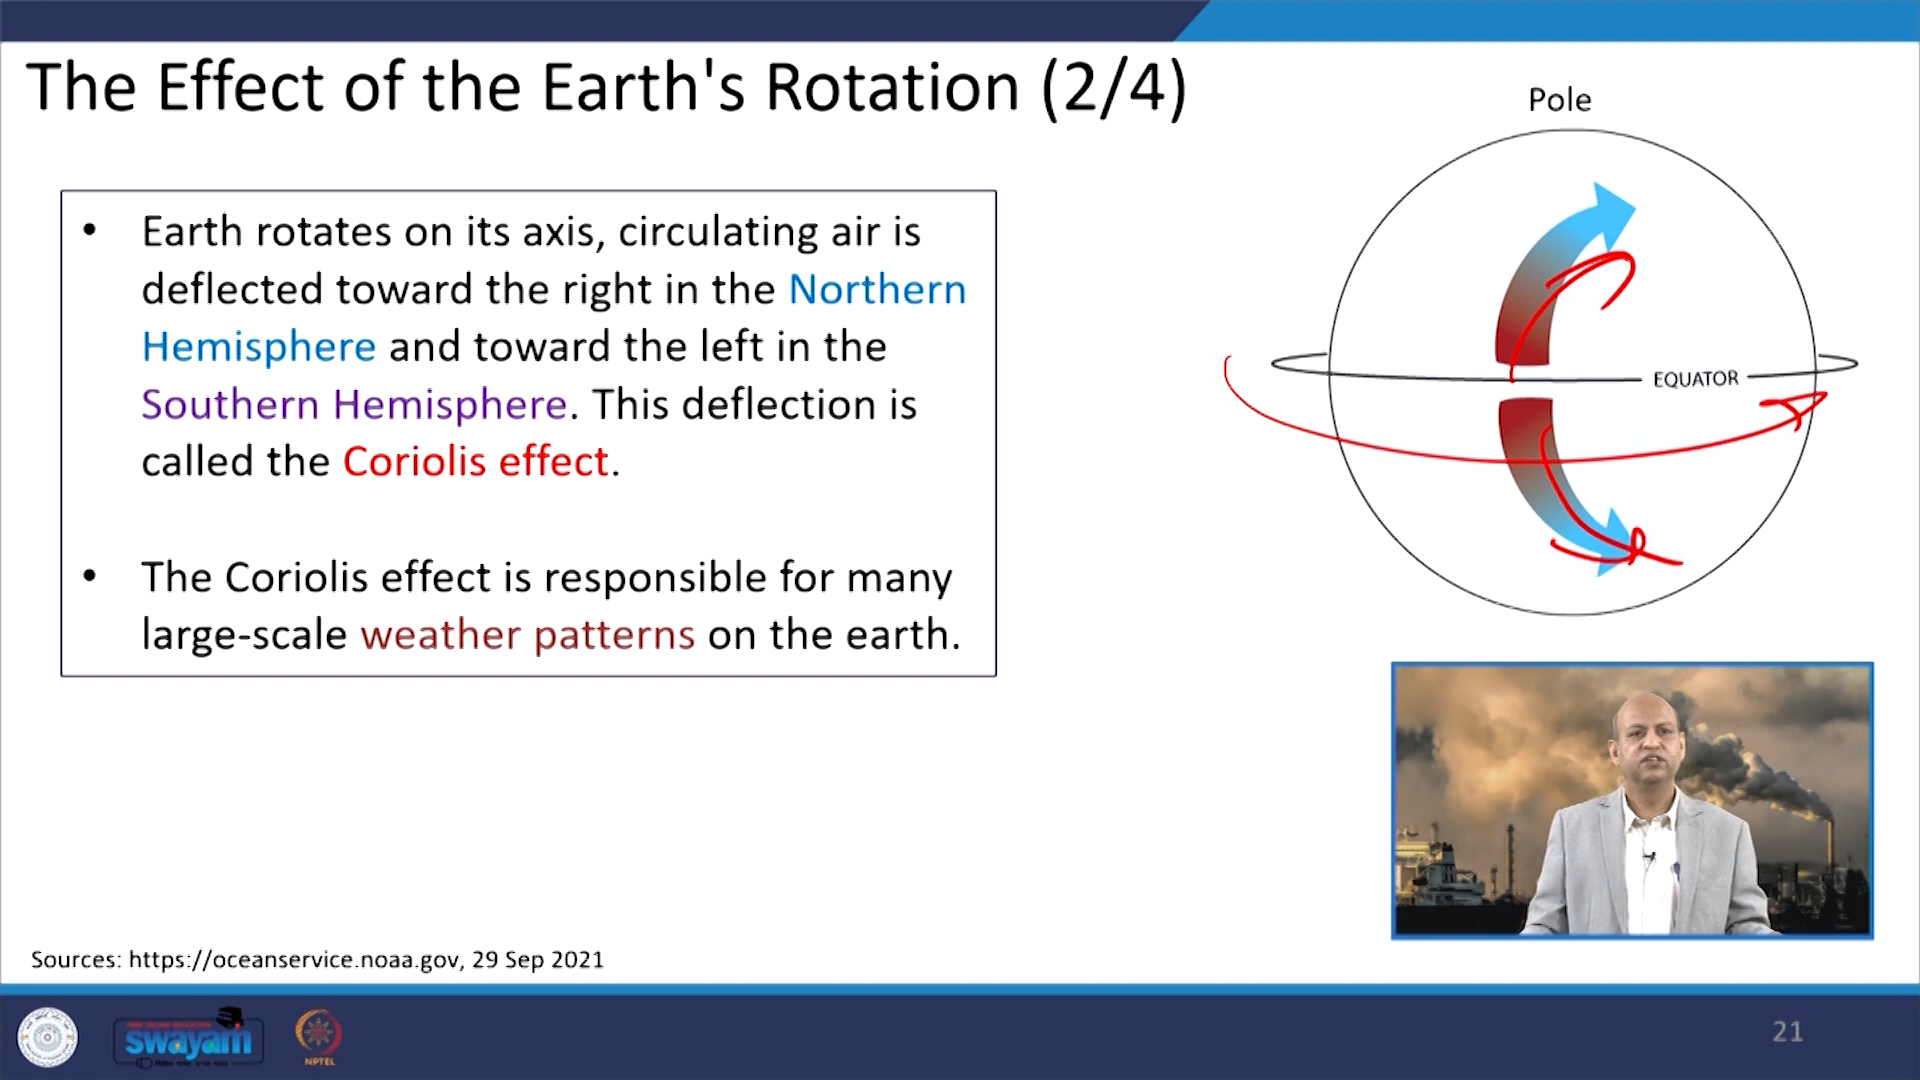 The Effect of the Earth's Rotation (2/4)
Pole
• Earth rotates on its axis, circulating air is
deflected toward the right in the Northern
Hemisphere and toward the left in the
Southern Hemisphere. This deflection is
called the Coriolis effect.
EQUATOR
• The Coriolis effect is responsible for many
large-scale weather patterns on the earth.
Sources: https://oceanservice.noaa.gov, 29 Sep 2021
swayam
NPTEL
21